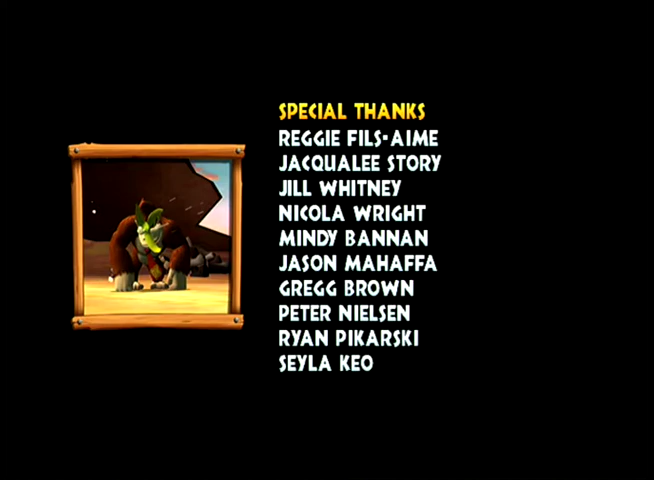 SPECIAL THANKS
REGGIE FILS-AIME
JACQUALEE STORY
JILL WHITNEY
NICOLA WRIGHT
MINDY BANNAN
JASON MAHAFFA
GREGG BROWN
PETER NIELSEN
RYAN PIKARSKI
SEYLA KEO